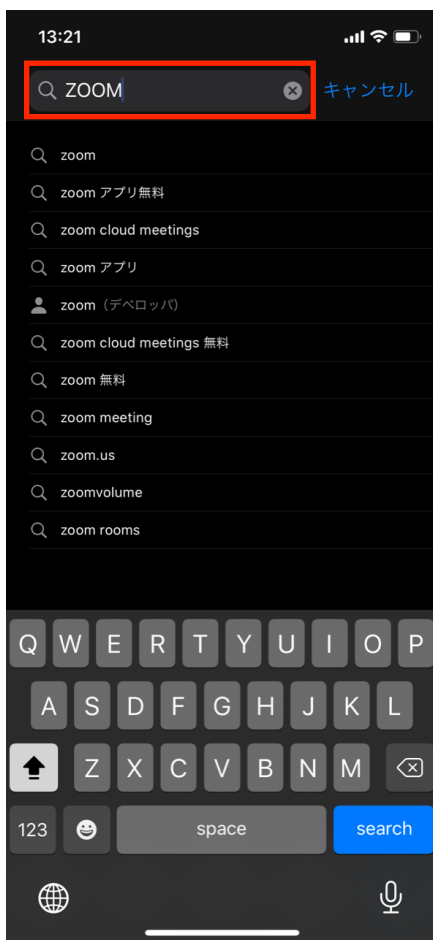 13:21
ZOOM
キャンセル
zoom
zoom アプリ無料
zoom cloud meetings
zoom アプリ
zoom（デベロッパ）
zoom cloud meetings 無料
zoom 無料
zoom meeting
zoom.us
zoomvolume
zoom rooms
Q W E R T Y U I O P
A S D F G H J K L
Z X C V B N M
123 space search